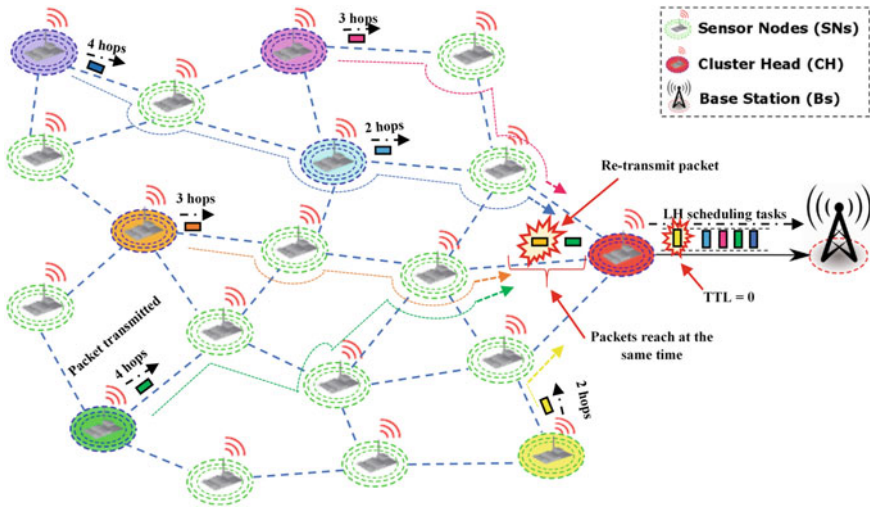 3 hops
4 hops
Sensor Nodes (SNs)
Cluster Head (CH)
Base Station (Bs)
2 hops
Re-transmit packet
3 hops
LH scheduling tasks
TTL = 0
Packet transmitted
Packets reach at the
same time
4 hops
2 hops